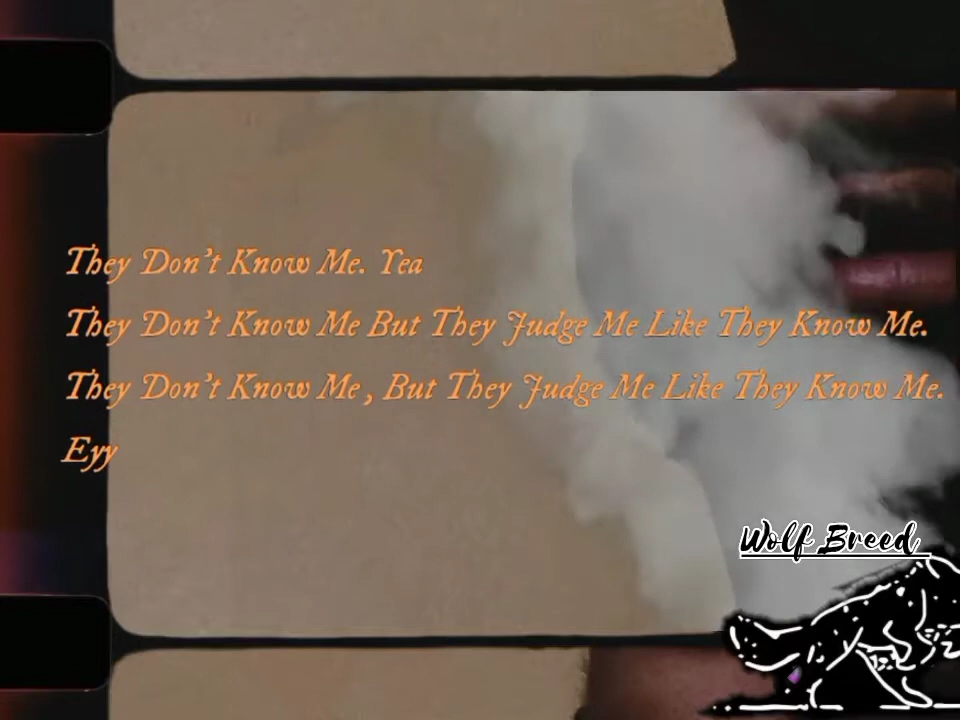 They Don't Know Me. Yea
They Don't Know Me But They Judge Me Like They Know Me.
They Don't Know Me, But They Judge Me Like They Know Me.
Eyy
Wolf Breed